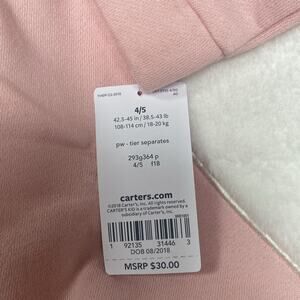 4/5
42.5-45 in / 38.5-43 lb
108-114 cm / 18-20 kg
pw - tier separates
293g364 p
4/5 f18
carters.com
©2018 Carter's, Inc. All rights reserved.
CARTER'S KID is a trademark owned by a
subsidiary of Carter's, Inc.
1 92135 31446 3
DOB 08/2018
MSRP $30.00